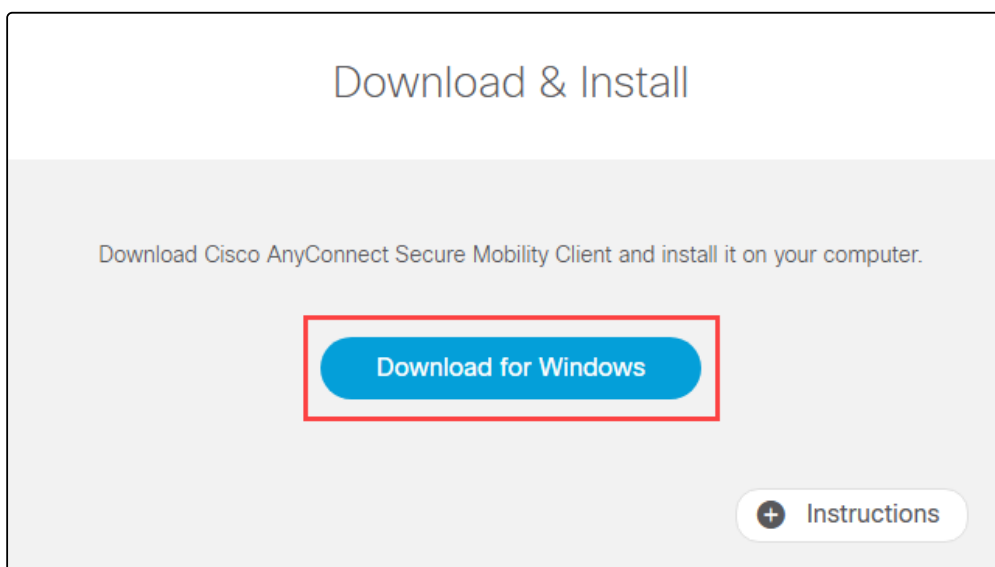 Download & Install
Download Cisco AnyConnect Secure Mobility Client and install it on your computer.
Download for Windows
Instructions